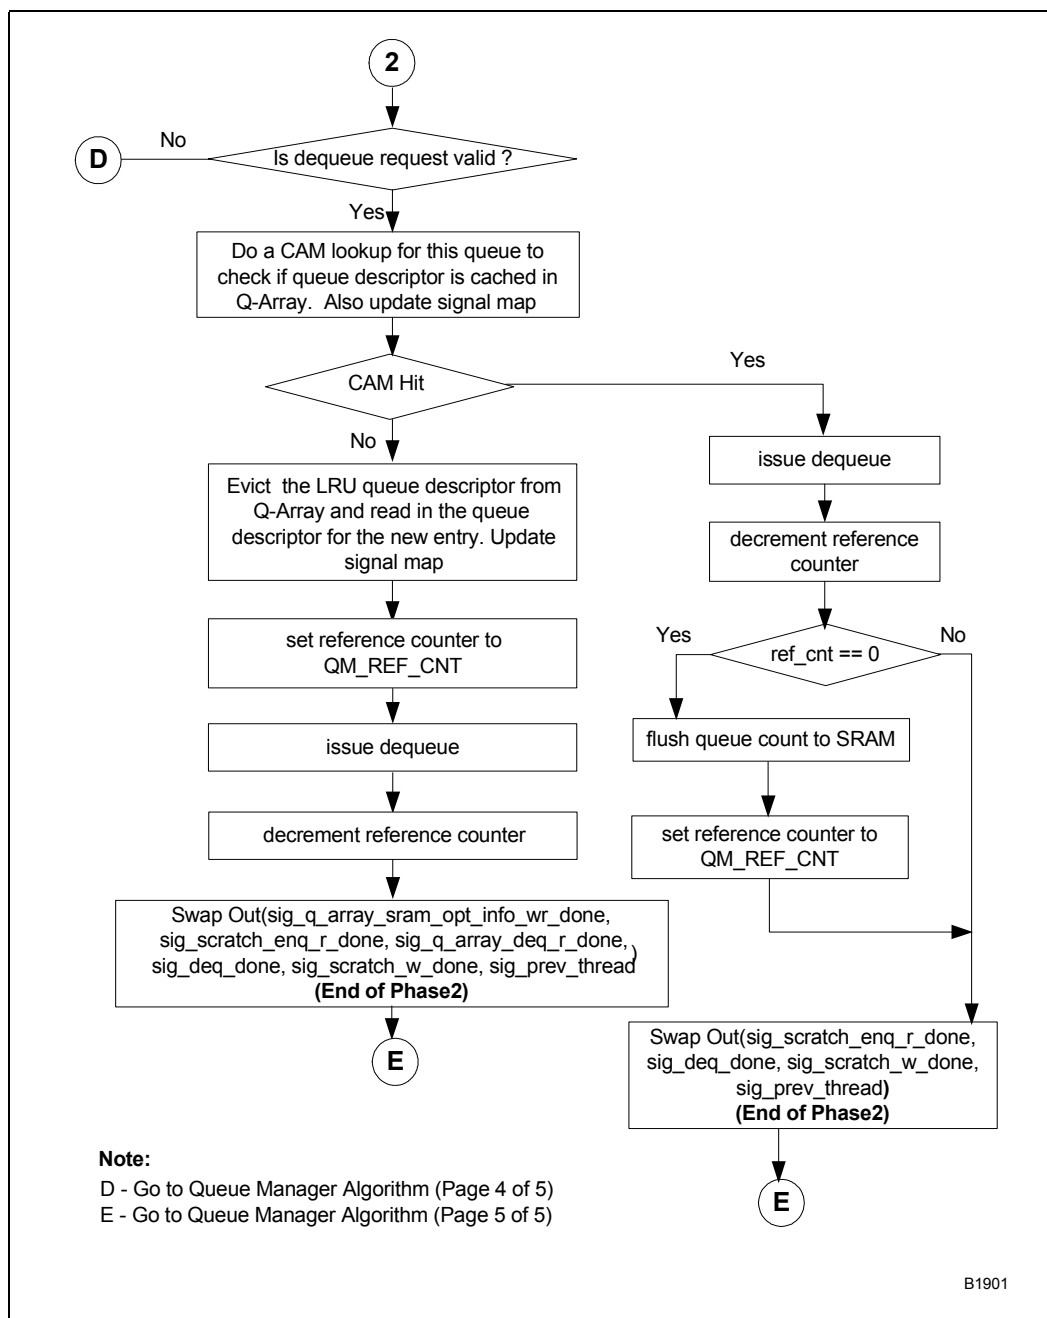 2
No
D
Is dequeue request valid ?
Yes
Do a CAM lookup for this queue to
check if queue descriptor is cached in
Q-Array.  Also update signal map
Yes
CAM Hit
No
issue dequeue
Evict  the LRU queue descriptor from
Q-Array and read in the queue
descriptor for the new entry. Update
signal map
decrement reference
counter
Yes
No
ref_cnt == 0
set reference counter to
QM_REF_CNT
flush queue count to SRAM
issue dequeue
set reference counter to
QM_REF_CNT
decrement reference counter
Swap Out(sig_q_array_sram_opt_info_wr_done,
sig_scratch_enq_r_done, sig_q_array_deq_r_done,
sig_deq_done, sig_scratch_w_done, sig_prev_thread)
(End of Phase2)
E
Swap Out(sig_scratch_enq_r_done,
sig_deq_done, sig_scratch_w_done,
sig_prev_thread)
(End of Phase2)
E
Note:
D - Go to Queue Manager Algorithm (Page 4 of 5)
E - Go to Queue Manager Algorithm (Page 5 of 5)
B1901